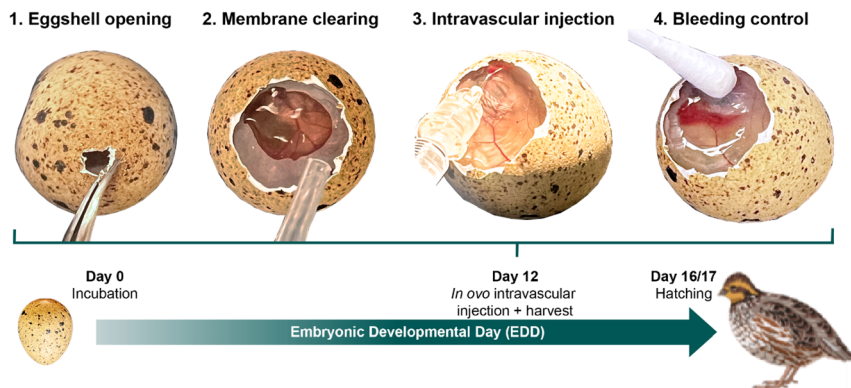 1. Eggshell opening
2. Membrane clearing
3. Intravascular injection
4. Bleeding control
Day 0
Incubation
Day 12
In ovo intravascular
injection + harvest
Day 16/17
Hatching
Embryonic Developmental Day (EDD)